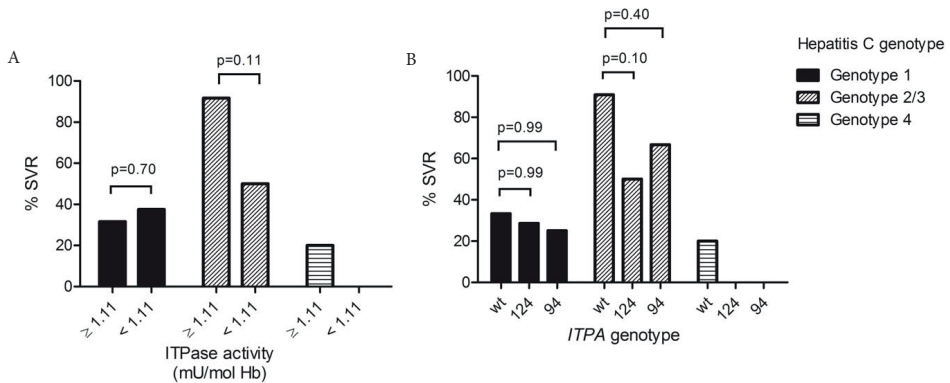 A
p=0.11
p=0.70
% SVR
100
80
60
40
20
0
≥ 1.11
< 1.11
≥ 1.11
< 1.11
≥ 1.11
< 1.11
ITPase activity
(mU/mol Hb)
B
p=0.40
p=0.10
p=0.99
p=0.99
% SVR
100
80
60
40
20
0
wt
124
94
wt
124
94
wt
124
94
ITPA genotype
Hepatitis C genotype
Genotype 1
Genotype 2/3
Genotype 4